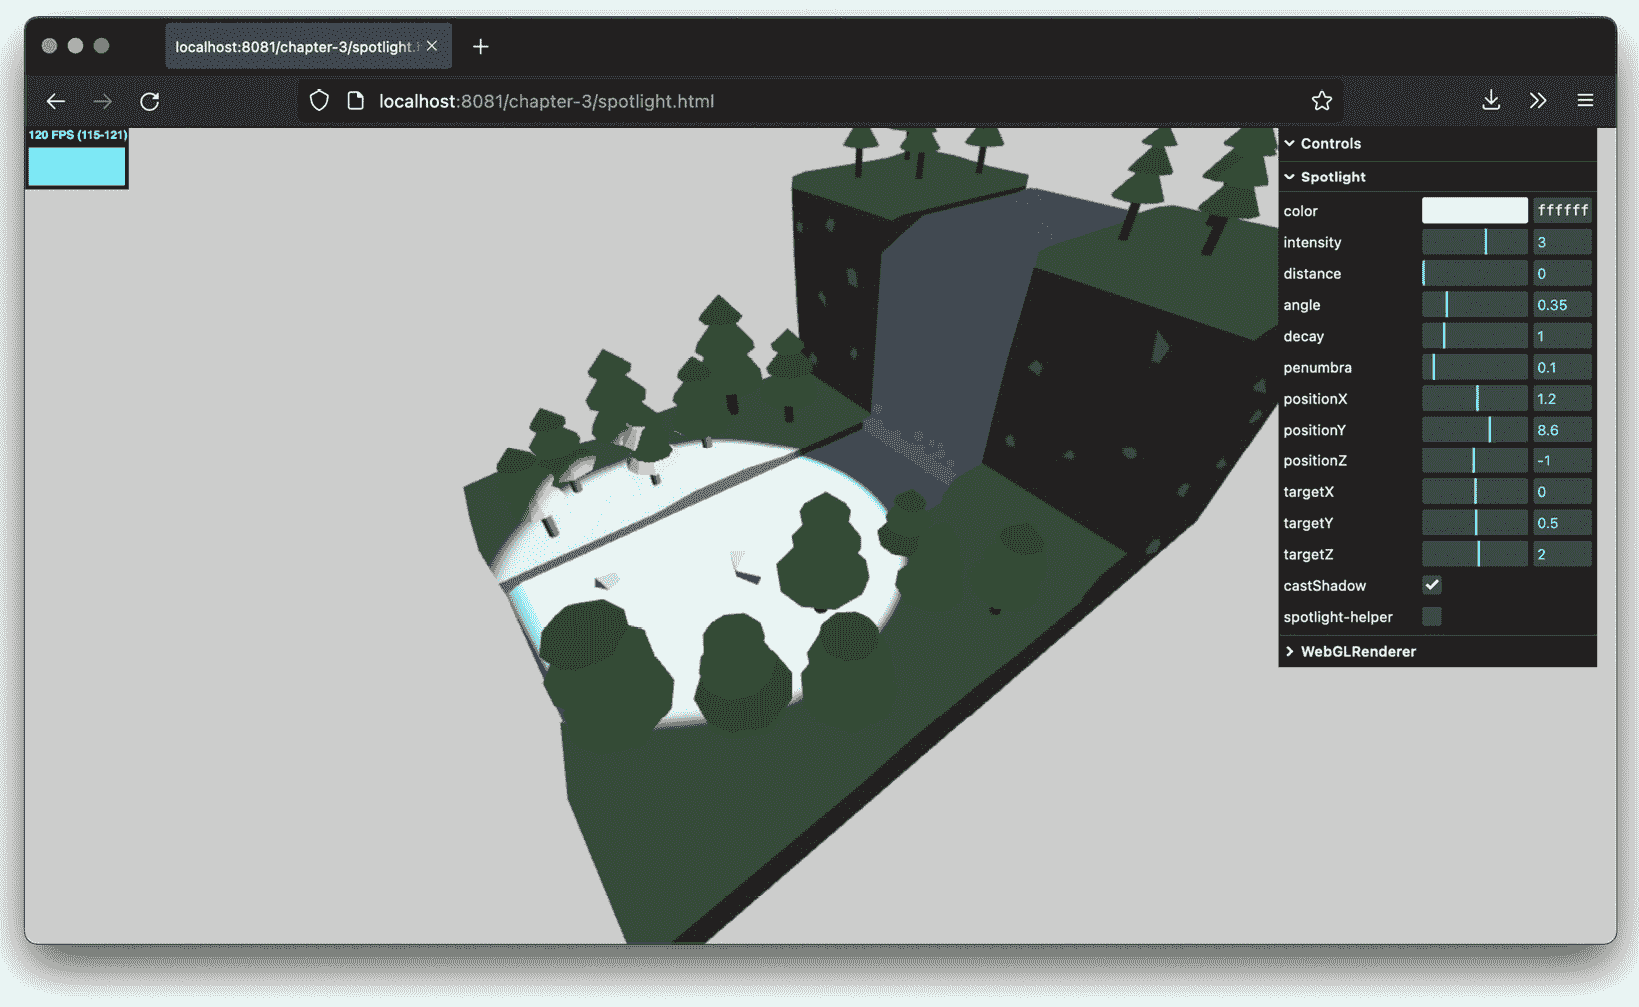 localhost:8081/chapter-3/spotlight.
localhost:8081/chapter-3/spotlight.html
120 FPS (115-121)
Controls
Spotlight
color ffffff
intensity 3
distance 0
angle 0.35
decay 1
penumbra 0.1
positionX 1.2
positionY 8.6
positionZ -1
targetX 0
targetY 0.5
targetZ 2
castShadow
spotlight-helper
WebGLRenderer